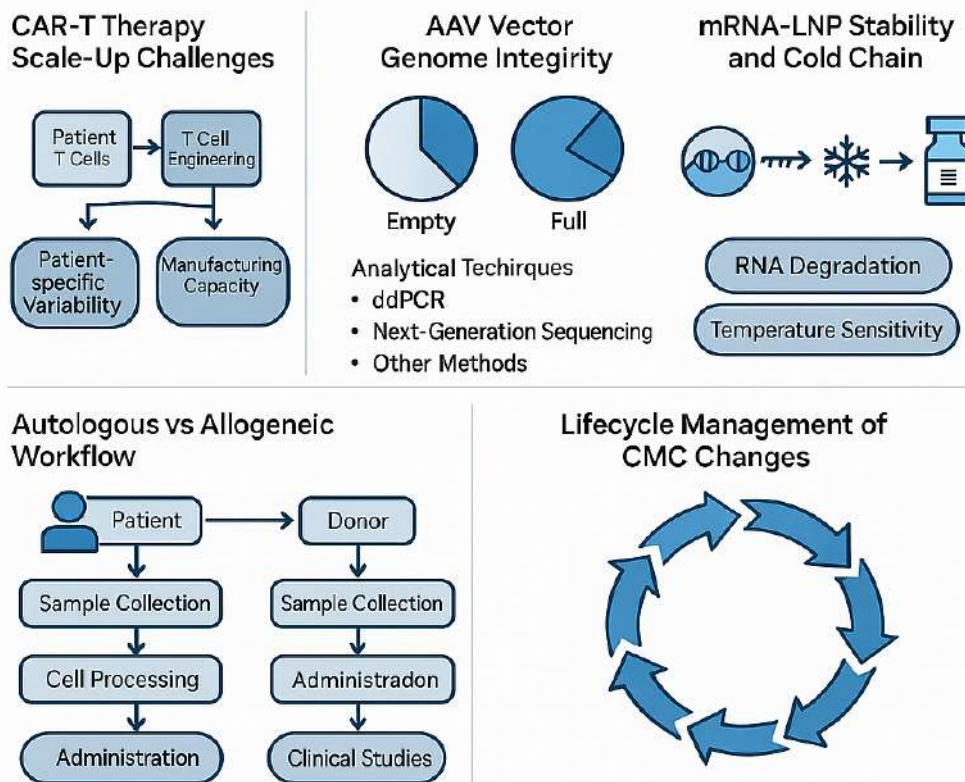 CAR-T Therapy
Scale-Up Challenges
Patient
T Cells
T Cell
Engineering
Patient-
specific
Variability
Manufacturing
Capacity
AAV Vector
Genome Integirity
Empty
Full
Analytical Techirques
• ddPCR
• Next-Generation Sequencing
• Other Methods
mRNA-LNP Stability
and Cold Chain
RNA Degradation
Temperature Sensitivity
Autologous vs Allogeneic
Workflow
Patient
Donor
Sample Collection
Sample Collection
Cell Processing
Administradon
Administration
Clinical Studies
Lifecycle Management of
CMC Changes